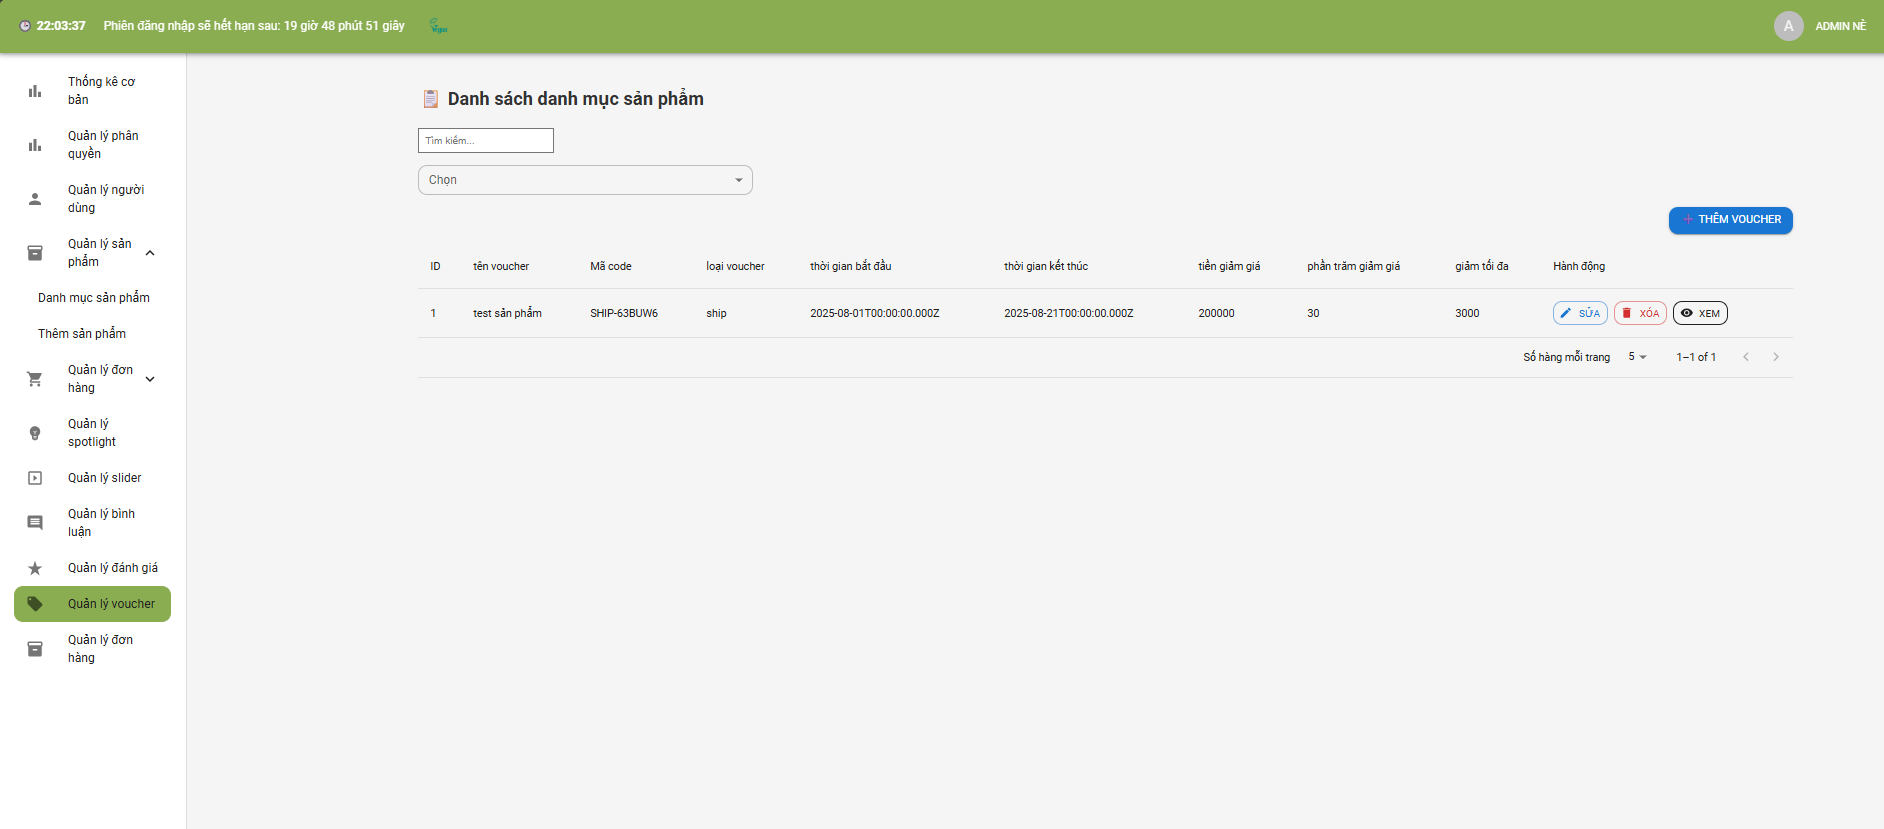 22:03:37 Phiên đăng nhập sẽ hết hạn sau: 19 giờ 48 phút 51 giây
A ADMIN NÈ
Thống kê cơ
bản
Quản lý phân
quyền
Quản lý người
dùng
Quản lý sản
phẩm
Danh mục sản phẩm
Thêm sản phẩm
Quản lý đơn
hàng
Quản lý
spotlight
Quản lý slider
Quản lý bình
luận
Quản lý đánh giá
Quản lý voucher
Quản lý đơn
hàng
Danh sách danh mục sản phẩm
Tìm kiếm...
Chọn
THÊM VOUCHER
ID tên voucher Mã code loại voucher thời gian bắt đầu thời gian kết thúc tiền giảm giá phần trăm giảm giá giảm tối đa Hành động
1 test sản phẩm SHIP-63BUW6 ship 2025-08-01T00:00:00.000Z 2025-08-21T00:00:00.000Z 200000 30 3000 SỬA XÓA XEM
Số hàng mỗi trang 5 1–1 of 1